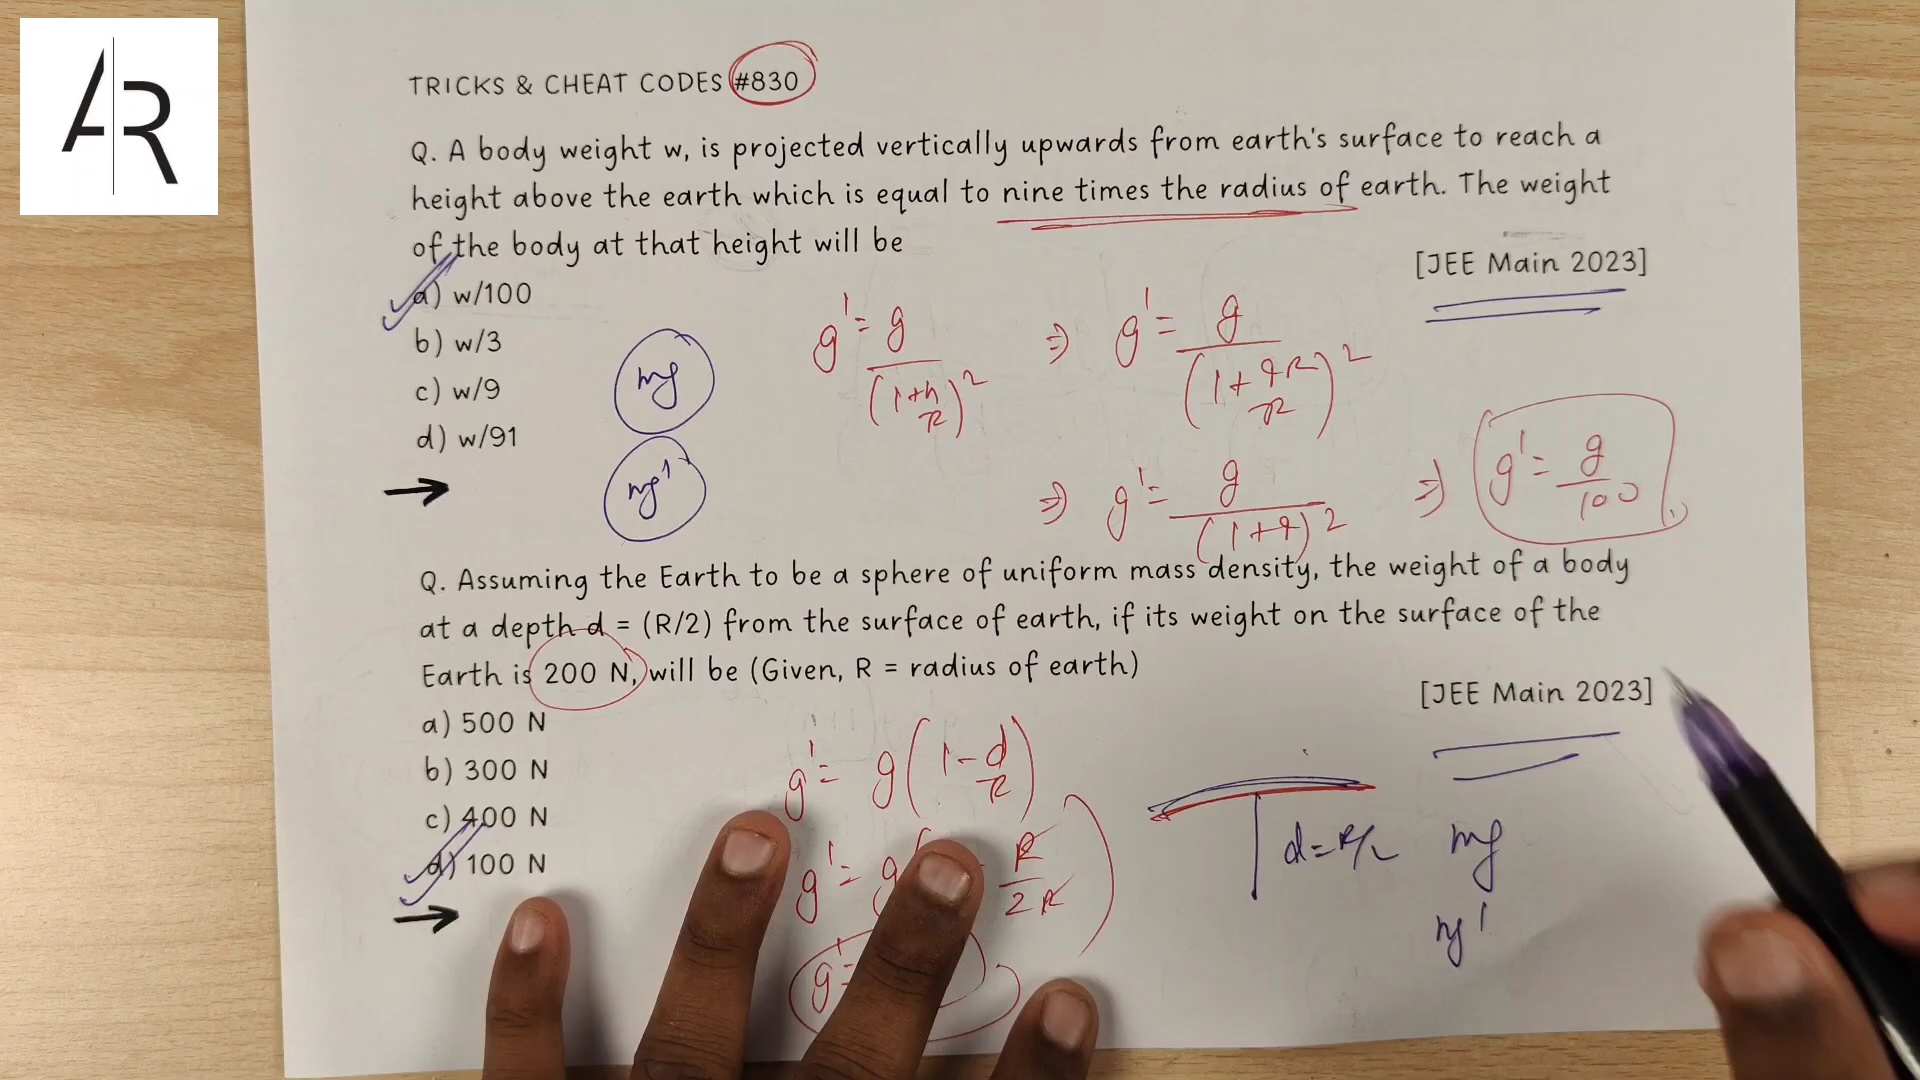 AR
TRICKS & CHEAT CODES #830
Q. A body weight w, is projected vertically upwards from earth's surface to reach a
height above the earth which is equal to nine times the radius of earth. The weight
of the body at that height will be
[JEE Main 2023]
a) w/100
b) w/3
c) w/9
d) w/91
mg
mg'
g' = g/(1+h/R)^2
⇒ g' = g/(1+9R/R)^2
⇒ g' = g/(1+9)^2
⇒ g' = g/100
Q. Assuming the Earth to be a sphere of uniform mass density, the weight of a body
at a depth d = (R/2) from the surface of earth, if its weight on the surface of the
Earth is 200 N, will be (Given, R = radius of earth)
[JEE Main 2023]
a) 500 N
b) 300 N
c) 400 N
d) 100 N
g' = g(1-d/R)
g' = g( - R/2R)
g' =
d=R/2
mg
mg'